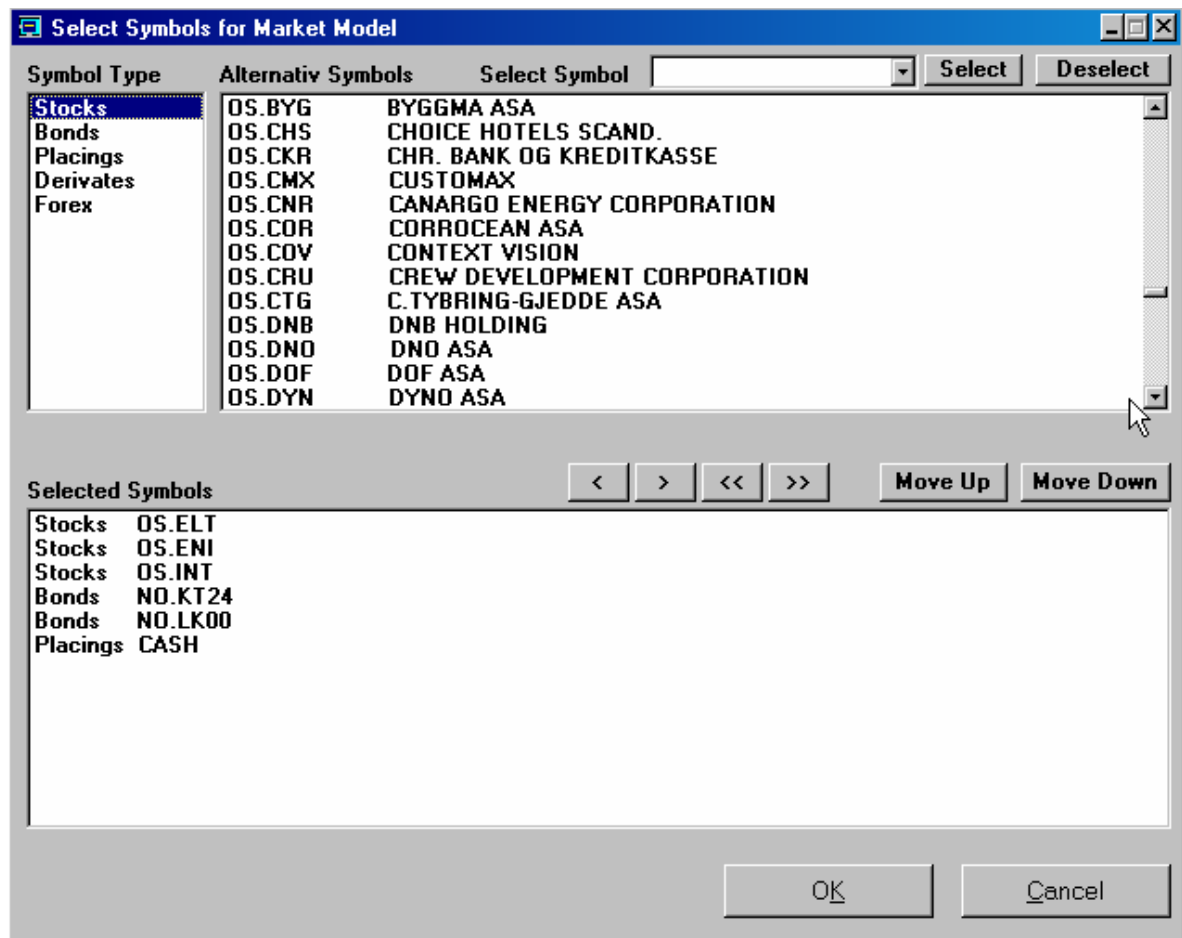 Select Symbols for Market Model
Symbol Type Alternativ Symbols Select Symbol Select Deselect
Stocks
Bonds
Placings
Derivates
Forex
OS.BYG BYGGMA ASA
OS.CHS CHOICE HOTELS SCAND.
OS.CKR CHR. BANK OG KREDITKASSE
OS.CMX CUSTOMAX
OS.CNR CANARGO ENERGY CORPORATION
OS.COR CORROCEAN ASA
OS.COV CONTEXT VISION
OS.CRU CREW DEVELOPMENT CORPORATION
OS.CTG C.TYBRING-GJEDDE ASA
OS.DNB DNB HOLDING
OS.DNO DNO ASA
OS.DOF DOF ASA
OS.DYN DYNO ASA
Selected Symbols < > << >> Move Up Move Down
Stocks OS.ELT
Stocks OS.ENI
Stocks OS.INT
Bonds NO.KT24
Bonds NO.LK00
Placings CASH
OK Cancel